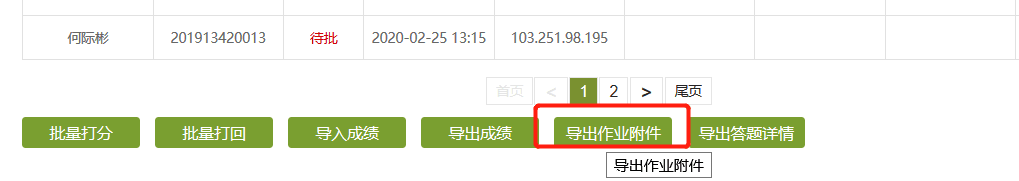 何际彬 201913420013 待批 2020-02-25 13:15 103.251.98.195
首页 < 1 2 > 尾页
批量打分 批量打回 导入成绩 导出成绩 导出作业附件 导出答题详情
导出作业附件